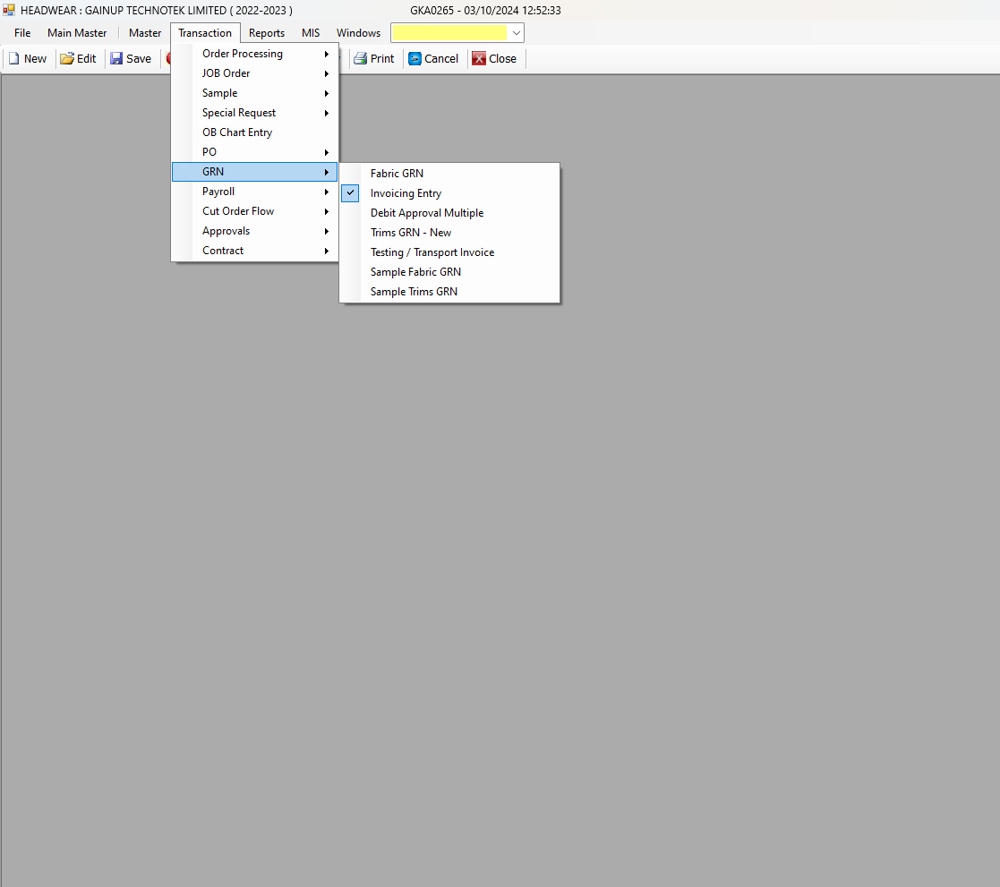 HEADWEAR : GAINUP TECHNOTEK LIMITED ( 2022-2023 ) GKA0265 - 03/10/2024 12:52:33
File Main Master Master Transaction Reports MIS Windows
New Edit Save Print Cancel Close
Order Processing
JOB Order
Sample
Special Request
OB Chart Entry
PO
GRN
Payroll
Cut Order Flow
Approvals
Contract
Fabric GRN
Invoicing Entry
Debit Approval Multiple
Trims GRN - New
Testing / Transport Invoice
Sample Fabric GRN
Sample Trims GRN